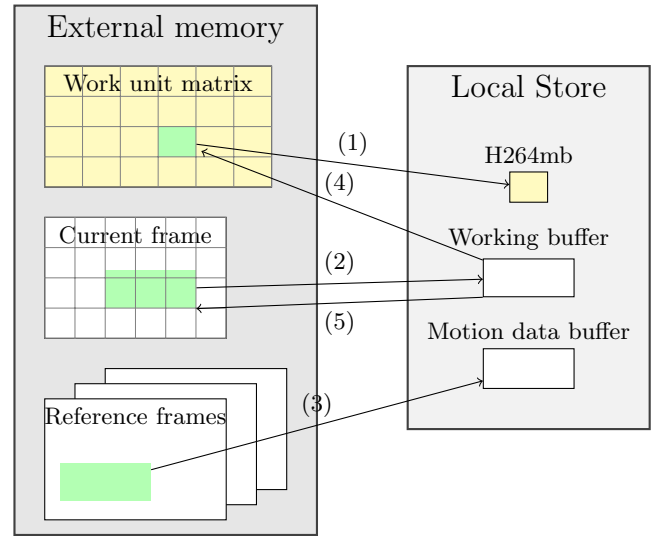 External memory
Work unit matrix
Current frame
Reference frames
(1)
(4)
(2)
(5)
(3)
Local Store
H264mb
Working buffer
Motion data buffer